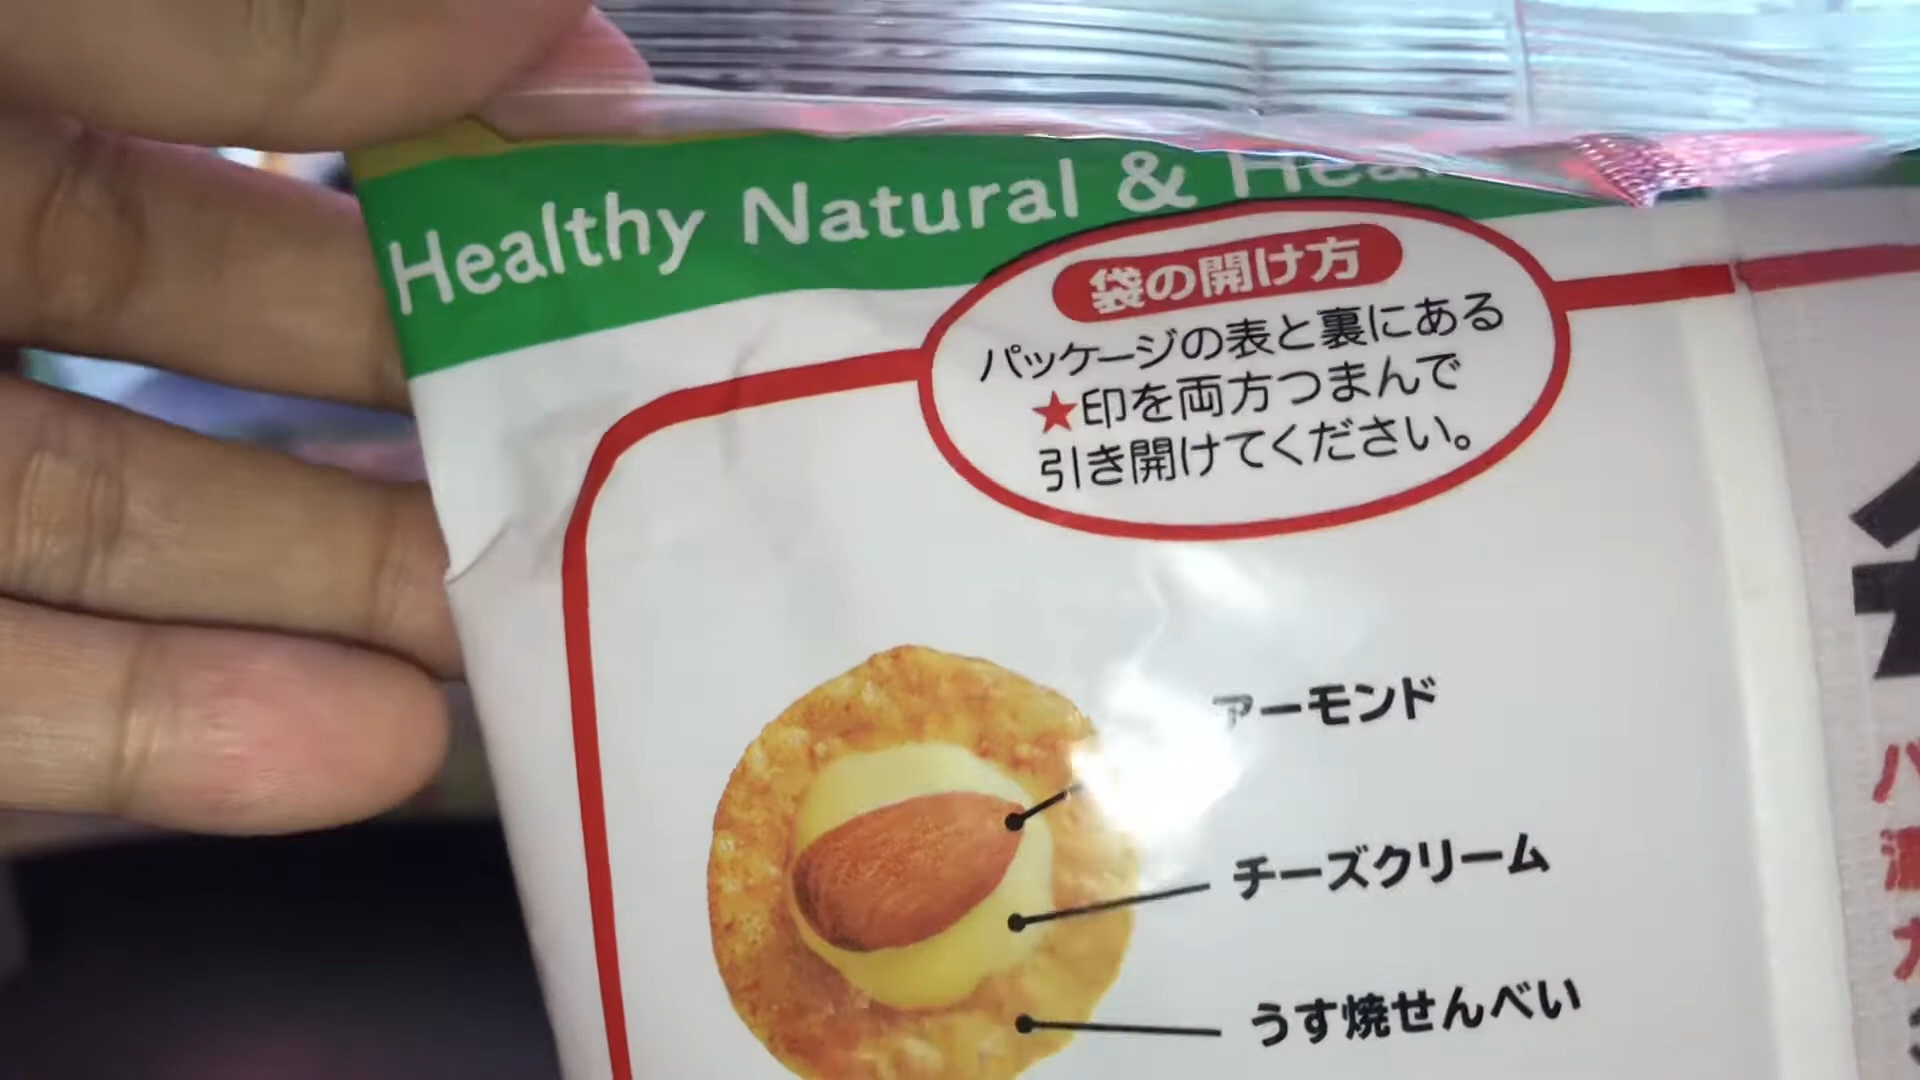 Healthy Natural &
袋の開け方
パッケージの表と裏にある
★印を両方つまんで
引き開けてください。
アーモンド
チーズクリーム
うす焼せんべい